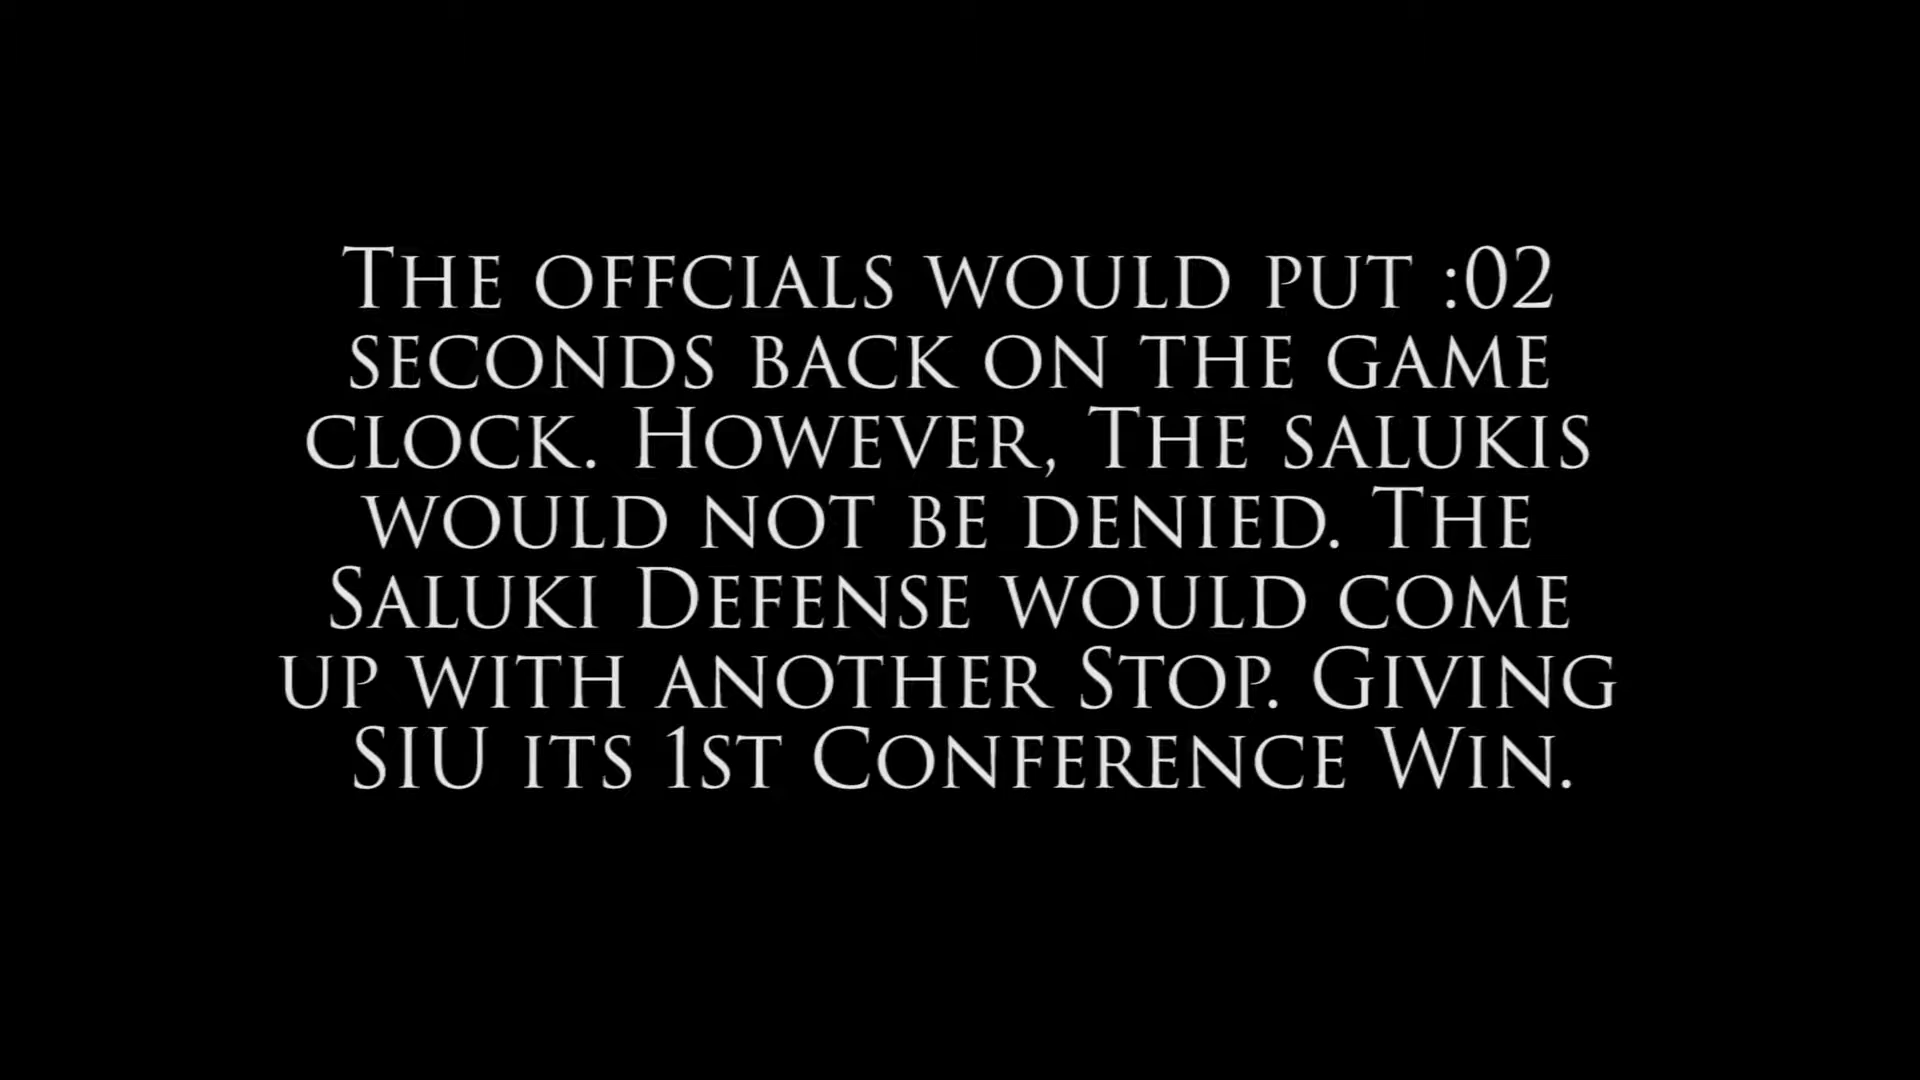 The offcials would put :02
seconds back on the game
clock. However, The salukis
would not be denied. The
Saluki Defense would come
up with another Stop. Giving
SIU its 1st Conference Win.